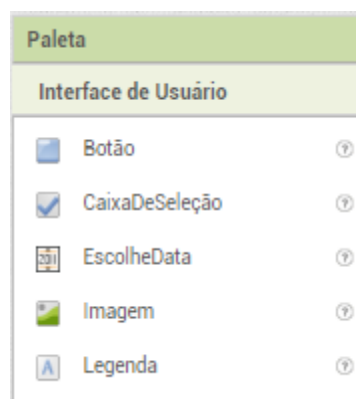 Paleta
Interface de Usuário
Botão
CaixaDeSeleção
EscolheData
Imagem
Legenda